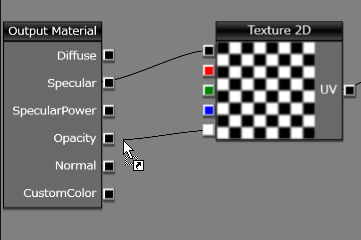 Output Material
Diffuse
Specular
SpecularPower
Opacity
Normal
CustomColor
Texture 2D
UV